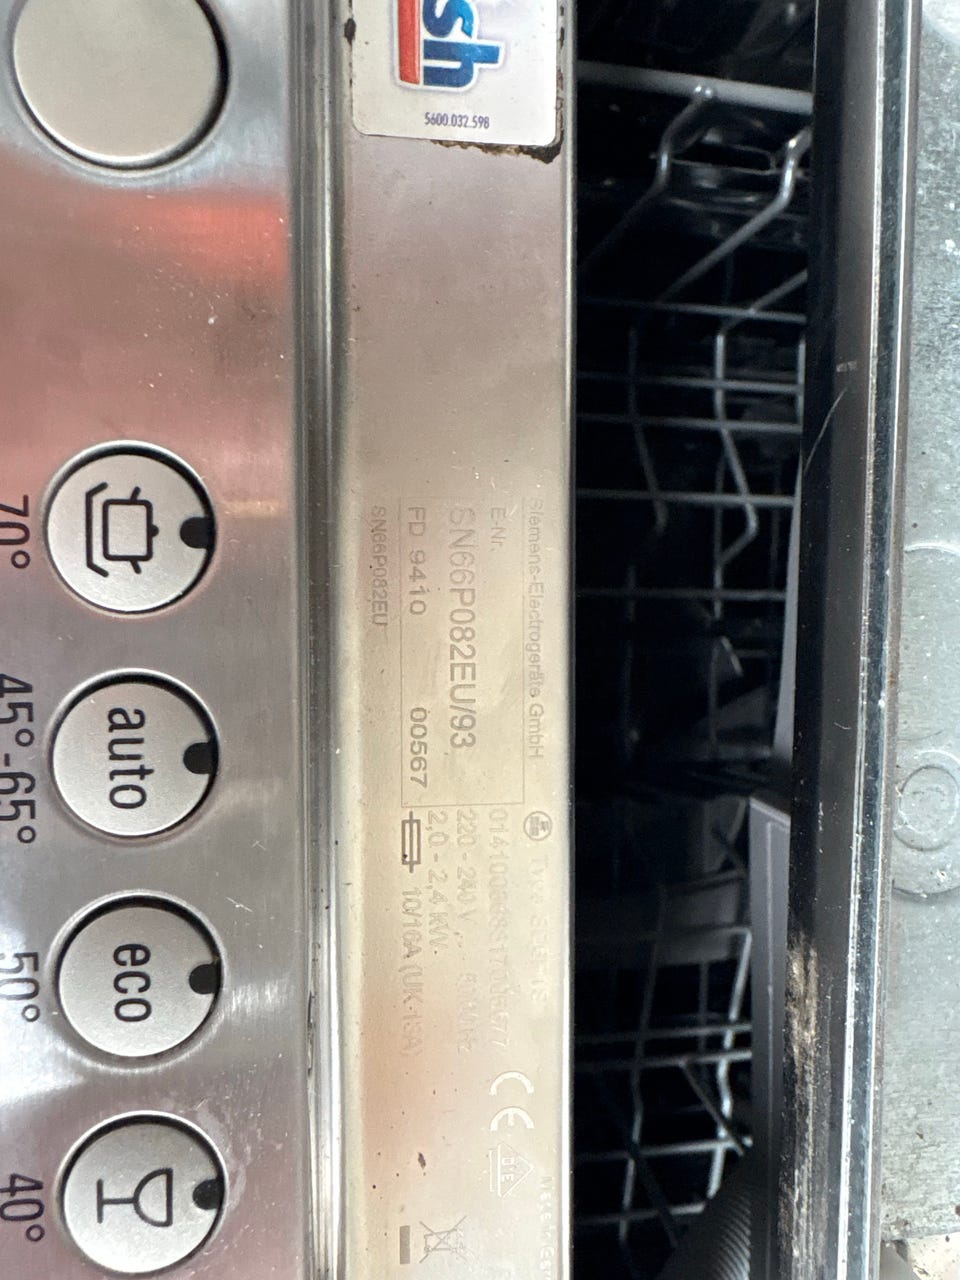 sh
5600.032.598
Siemens-Electrogeräte GmbH
E-Nr.
SN66P082EU/93
FD 9410 00567
SN66P082EU
220 - 240 V
2,0 - 2,4 kW
10/16A (UK-13A)
CE
70°
auto
45°-65°
eco
50°
40°